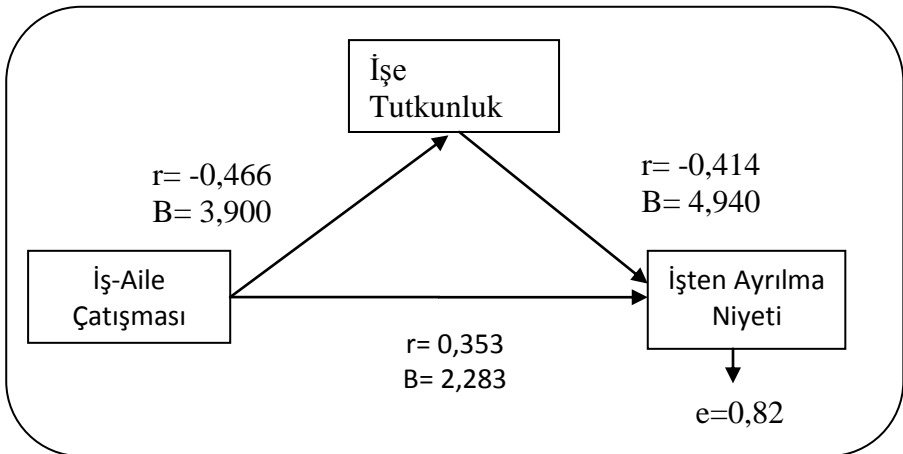 İşe
Tutkunluk
r= -0,466
B= 3,900
r= -0,414
B= 4,940
İş-Aile
Çatışması
İşten Ayrılma
Niyeti
r= 0,353
B= 2,283
e=0,82